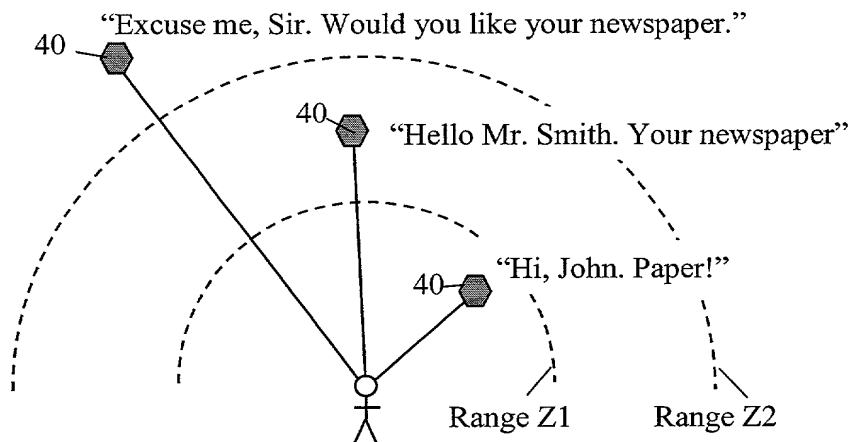 “Excuse me, Sir. Would you like your newspaper.”
40
40
“Hello Mr. Smith. Your newspaper”
“Hi, John. Paper!”
40
Range Z1
Range Z2